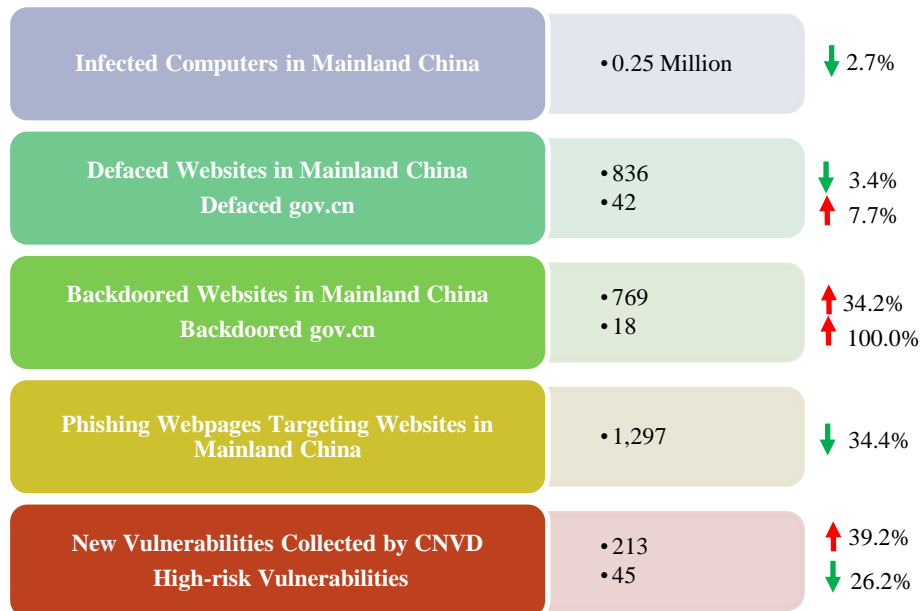 Infected Computers in Mainland China
•0.25 Million
2.7%
Defaced Websites in Mainland China
Defaced gov.cn
•836
•42
3.4%
7.7%
Backdoored Websites in Mainland China
Backdoored gov.cn
•769
•18
34.2%
100.0%
Phishing Webpages Targeting Websites in
Mainland China
•1,297
34.4%
New Vulnerabilities Collected by CNVD
High-risk Vulnerabilities
•213
•45
39.2%
26.2%